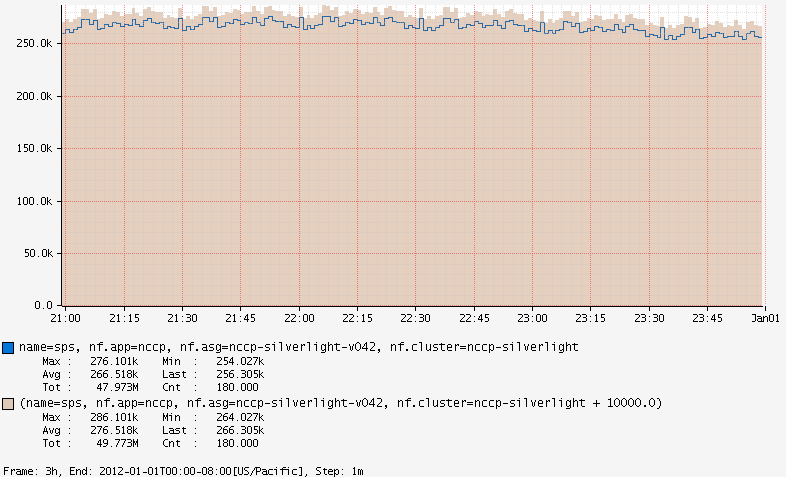 250.0k
200.0k
150.0k
100.0k
50.0k
0.0
21:00 21:15 21:30 21:45 22:00 22:15 22:30 22:45 23:00 23:15 23:30 23:45 Jan01
name=sps, nf.app=nccp, nf.asg=nccp-silverlight-v042, nf.cluster=nccp-silverlight
Max : 276.101k Min : 254.027k
Avg : 266.518k Last : 256.305k
Tot : 47.973M Cnt : 180.000
(name=sps, nf.app=nccp, nf.asg=nccp-silverlight-v042, nf.cluster=nccp-silverlight + 10000.0)
Max : 286.101k Min : 264.027k
Avg : 276.518k Last : 266.305k
Tot : 49.773M Cnt : 180.000
Frame: 3h, End: 2012-01-01T00:00-08:00[US/Pacific], Step: 1m